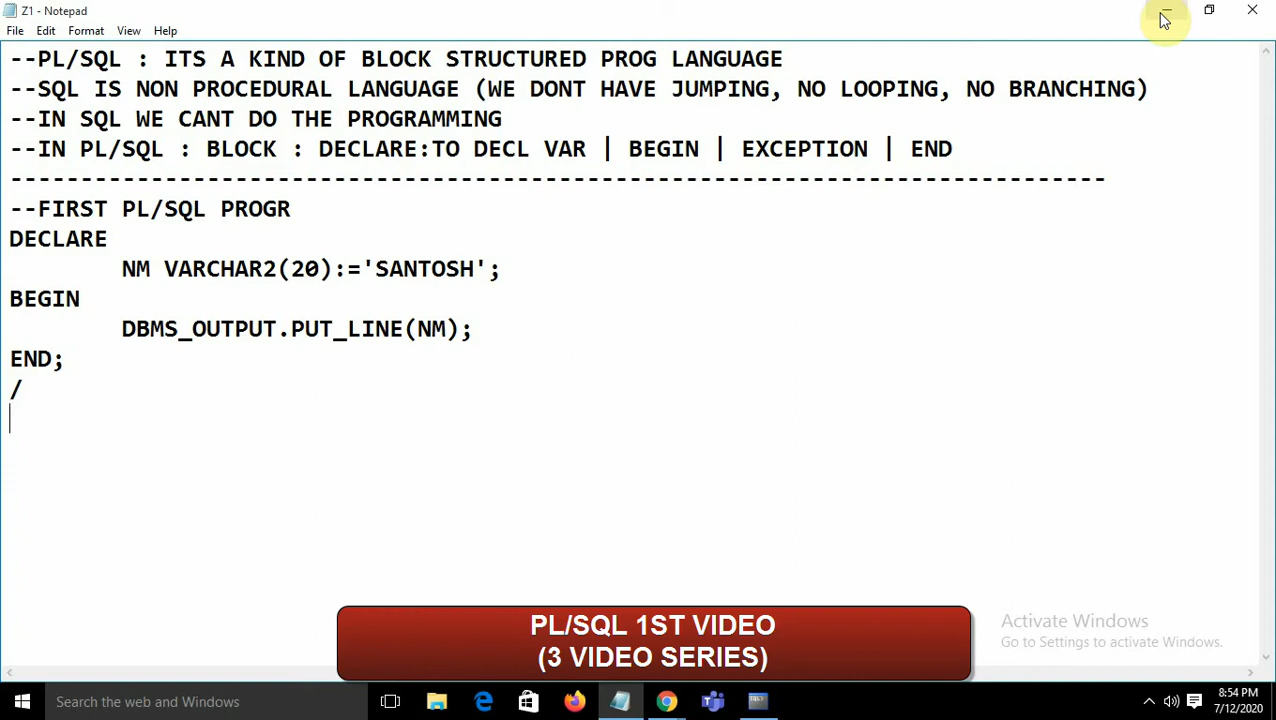 Z1 - Notepad
File Edit Format View Help
--PL/SQL : ITS A KIND OF BLOCK STRUCTURED PROG LANGUAGE
--SQL IS NON PROCEDURAL LANGUAGE (WE DONT HAVE JUMPING, NO LOOPING, NO BRANCHING)
--IN SQL WE CANT DO THE PROGRAMMING
--IN PL/SQL : BLOCK : DECLARE:TO DECL VAR | BEGIN | EXCEPTION | END
------------------------------------------------------------------------------
--FIRST PL/SQL PROGR
DECLARE
NM VARCHAR2(20):='SANTOSH';
BEGIN
DBMS_OUTPUT.PUT_LINE(NM);
END;
/
PL/SQL 1ST VIDEO
(3 VIDEO SERIES)
Activate Windows
Go to Settings to activate Windows.
Search the web and Windows
8:54 PM
7/12/2020